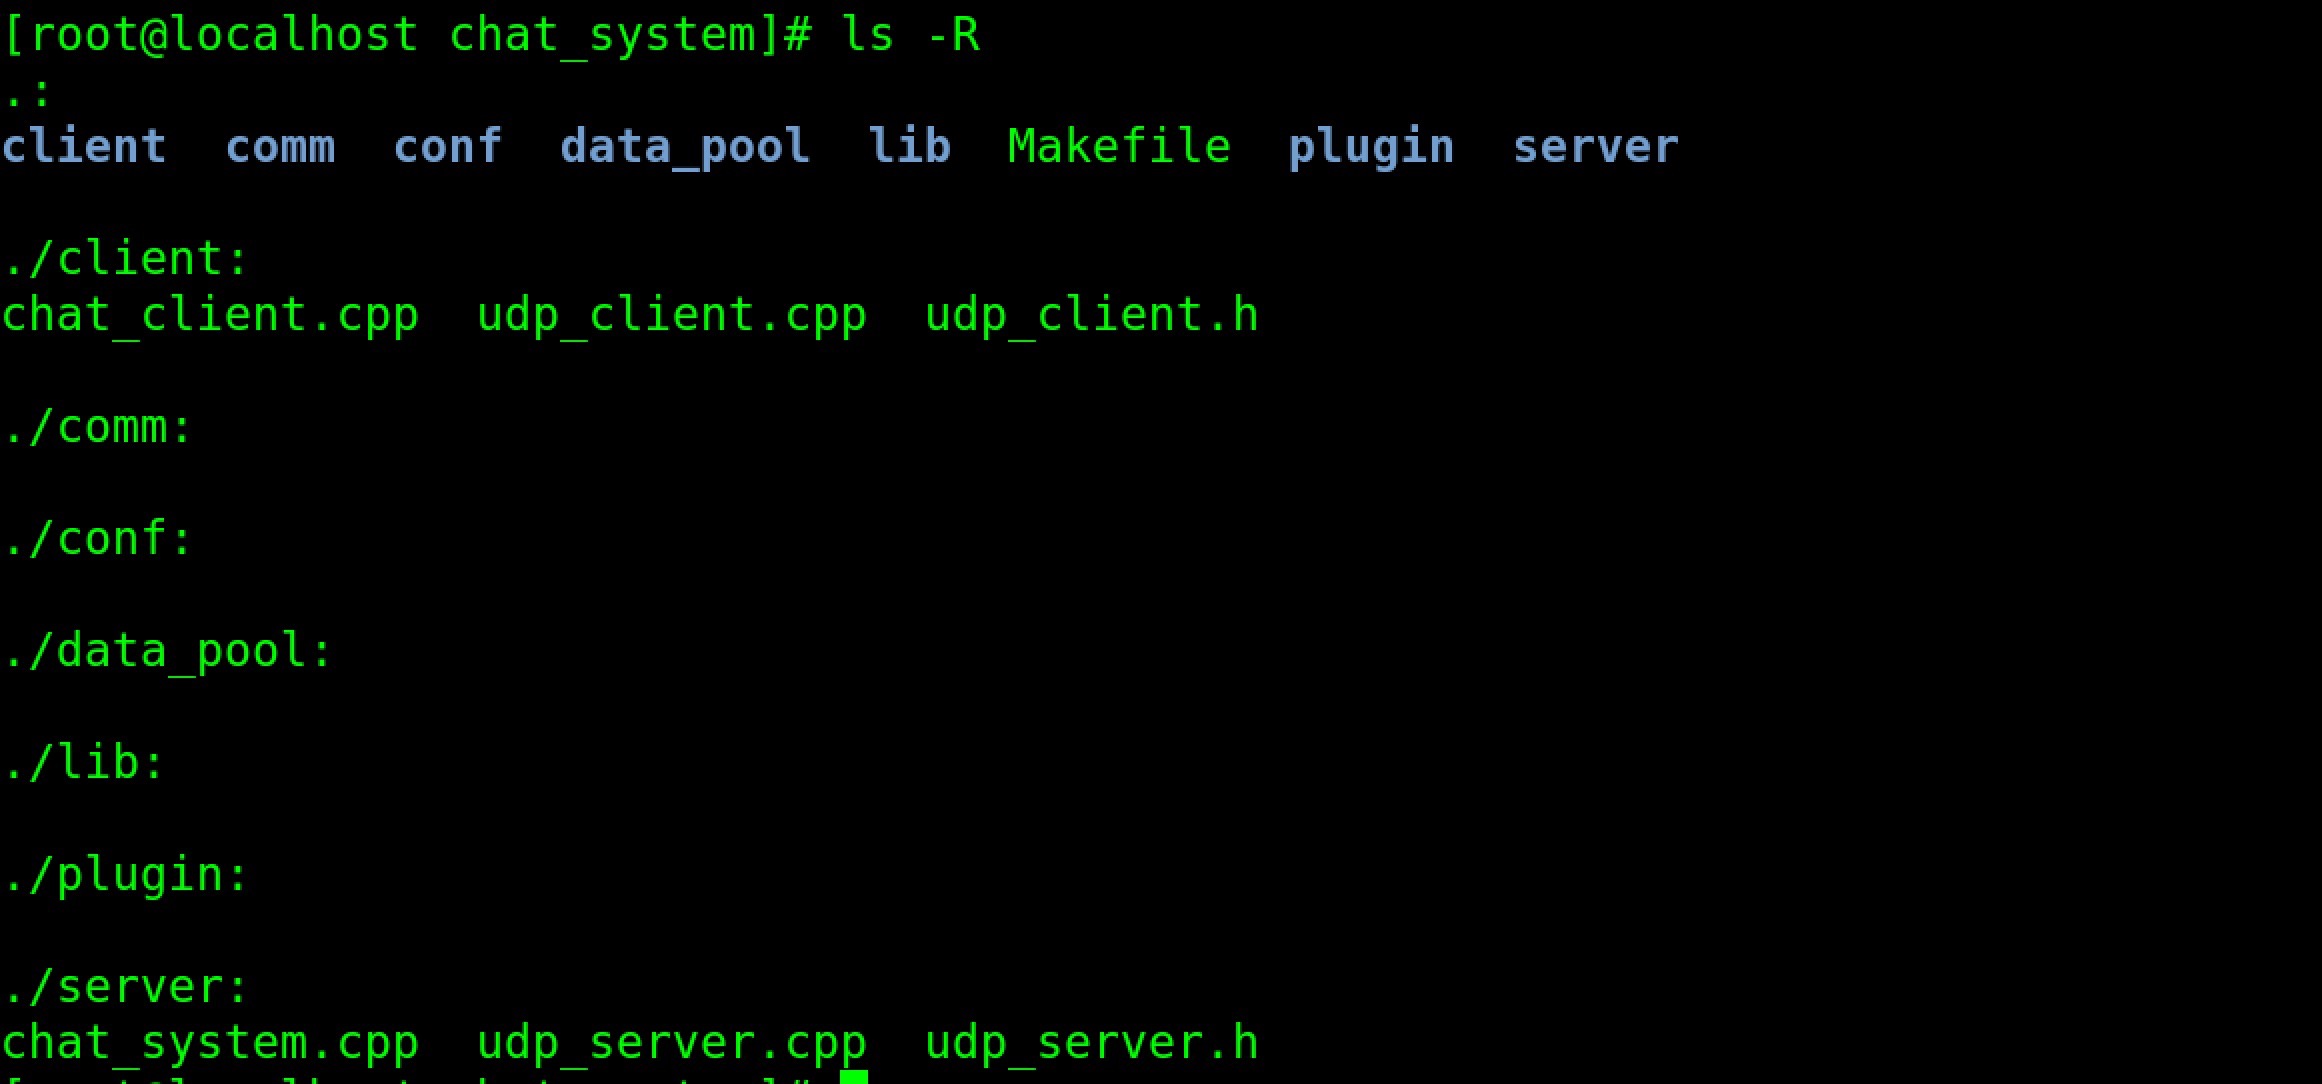 [root@localhost chat_system]# ls -R
.:
client  comm  conf  data_pool  lib  Makefile  plugin  server
./client:
chat_client.cpp  udp_client.cpp  udp_client.h
./comm:
./conf:
./data_pool:
./lib:
./plugin:
./server:
chat_system.cpp  udp_server.cpp  udp_server.h